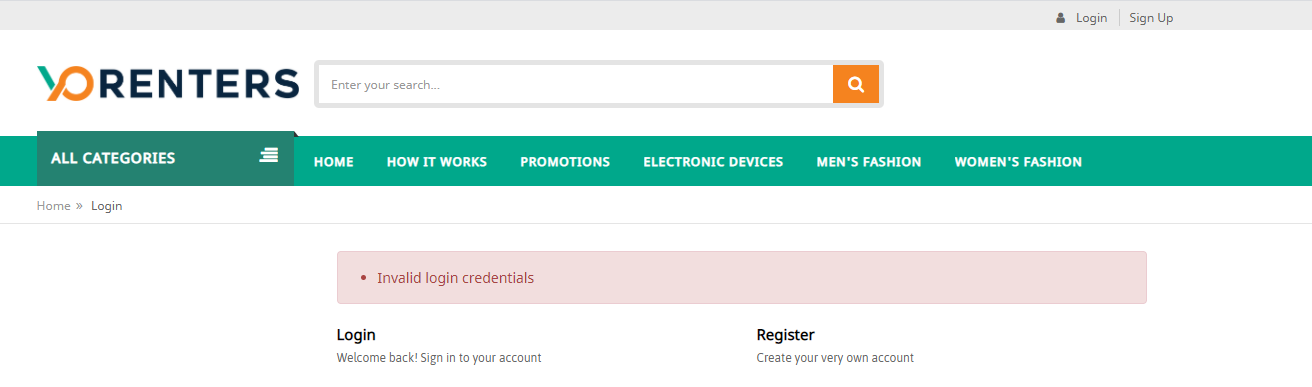 Login
Sign Up
YORENTERS
Enter your search...
ALL CATEGORIES
HOME
HOW IT WORKS
PROMOTIONS
ELECTRONIC DEVICES
MEN'S FASHION
WOMEN'S FASHION
Home » Login
• Invalid login credentials
Login
Welcome back! Sign in to your account
Register
Create your very own account